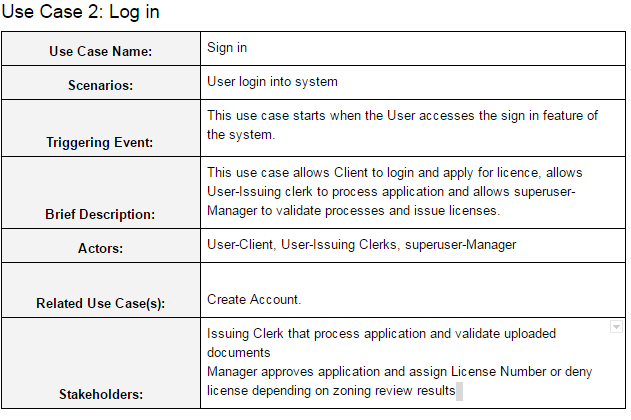 Use Case 2: Log in
Use Case Name:
Sign in
Scenarios:
User login into system
Triggering Event:
This use case starts when the User accesses the sign in feature of
the system.
Brief Description:
This use case allows Client to login and apply for licence, allows
User-Issuing clerk to process application and allows superuser-
Manager to validate processes and issue licenses.
Actors:
User-Client, User-Issuing Clerks, superuser-Manager
Related Use Case(s):
Create Account.
Stakeholders:
Issuing Clerk that process application and validate uploaded
documents
Manager approves application and assign License Number or deny
license depending on zoning review results